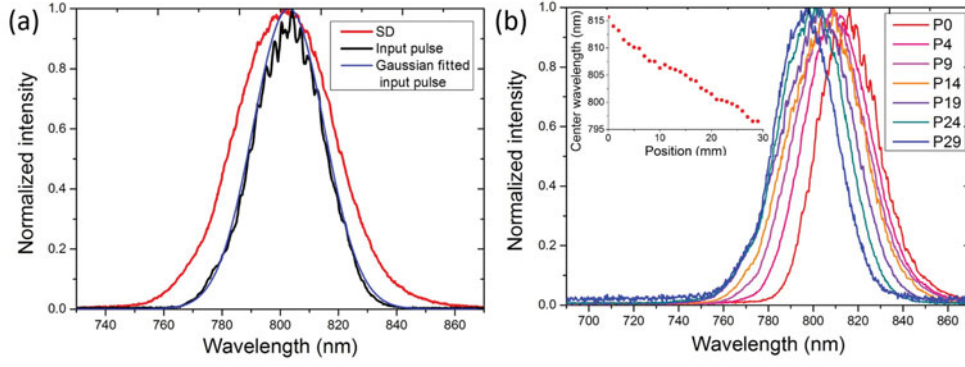 (a)
Normalized intensity
1.0
0.8
0.6
0.4
0.2
0.0
SD
Input pulse
Gaussian fitted
input pulse
740 760 780 800 820 840 860
Wavelength (nm)
(b)
Normalized intensity
1.0
0.8
0.6
0.4
0.2
0.0
Center wavelength (nm)
815
810
805
800
795
0 10 20 30
Position (mm)
P0
P4
P9
P14
P19
P24
P29
700 720 740 760 780 800 820 840 860
Wavelength (nm)